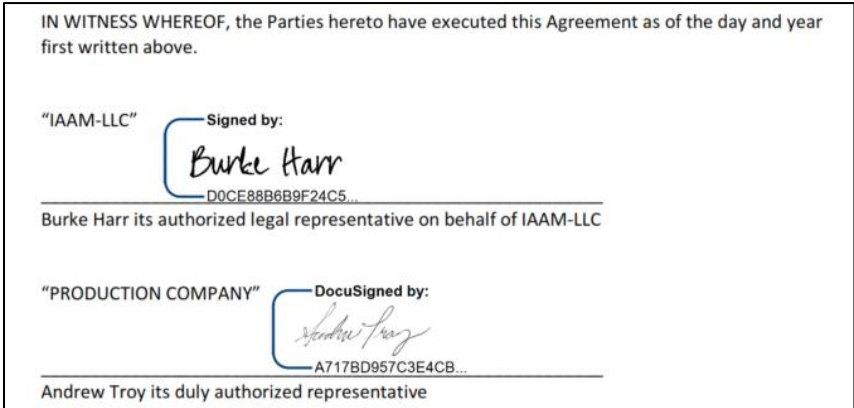 IN WITNESS WHEREOF, the Parties hereto have executed this Agreement as of the day and year
first written above.
“IAAM-LLC”
Signed by:
Burke Harr
D0CE88B6B9F24C5...
Burke Harr its authorized legal representative on behalf of IAAM-LLC
“PRODUCTION COMPANY”
DocuSigned by:
Andrew Troy
A717BD957C3E4CB...
Andrew Troy its duly authorized representative